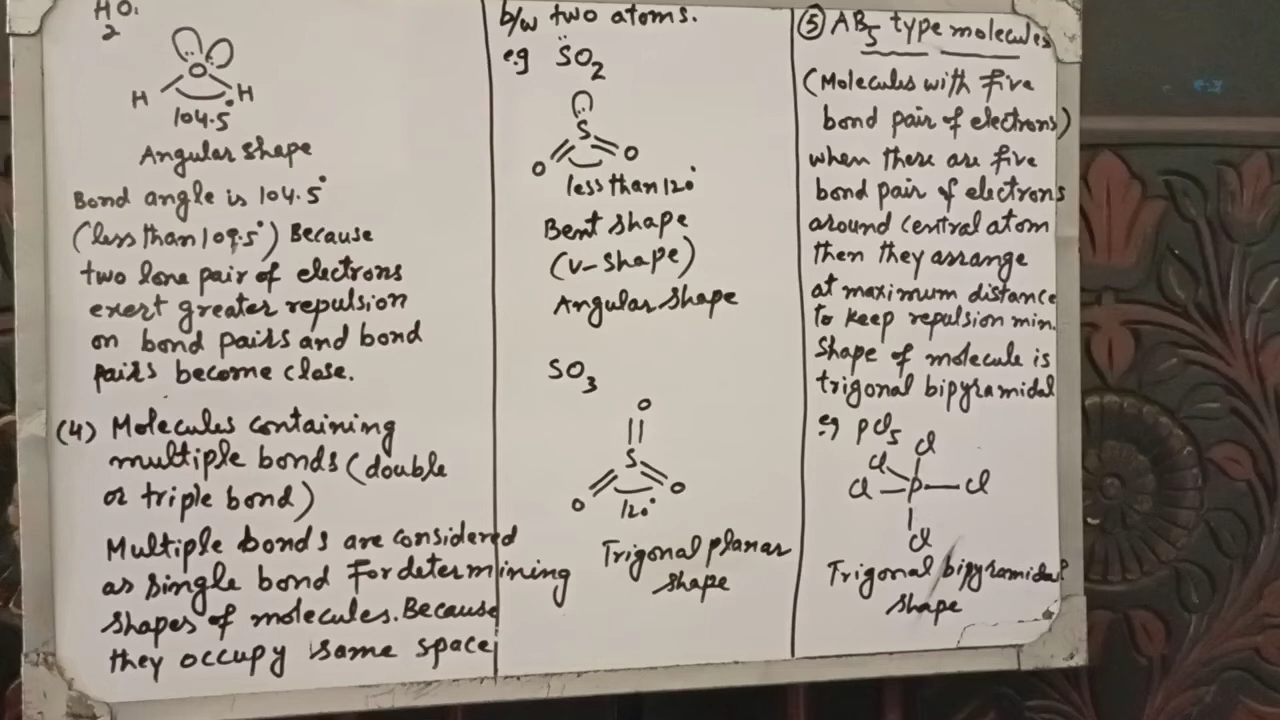 H O:
2
O
H H
104.5°
Angular shape
Bond angle is 104.5°
(less than 109.5°) Because
two lone pair of electrons
exert greater repulsion
on bond pairs and bond
pairs become close.
(4) Molecules containing
multiple bonds (double
or triple bond)
Multiple bonds are considered
as single bond for determining
shapes of molecules. Because
they occupy same space
b/w two atoms.
e.g SO2
S
O O
less than 120°
Bent shape
(V-shape)
Angular shape
SO3
O
S
O O
120°
Trigonal planar
shape
⑤ AB5 type molecules
(Molecules with five
bond pair of electrons)
when there are five
bond pair of electrons
around central atom
then they arrange
at maximum distance
to keep repulsion min.
Shape of molecule is
trigonal bipyramidal
eg PCl5
Cl
Cl
Cl P Cl
Cl
Trigonal bipyramidal
shape